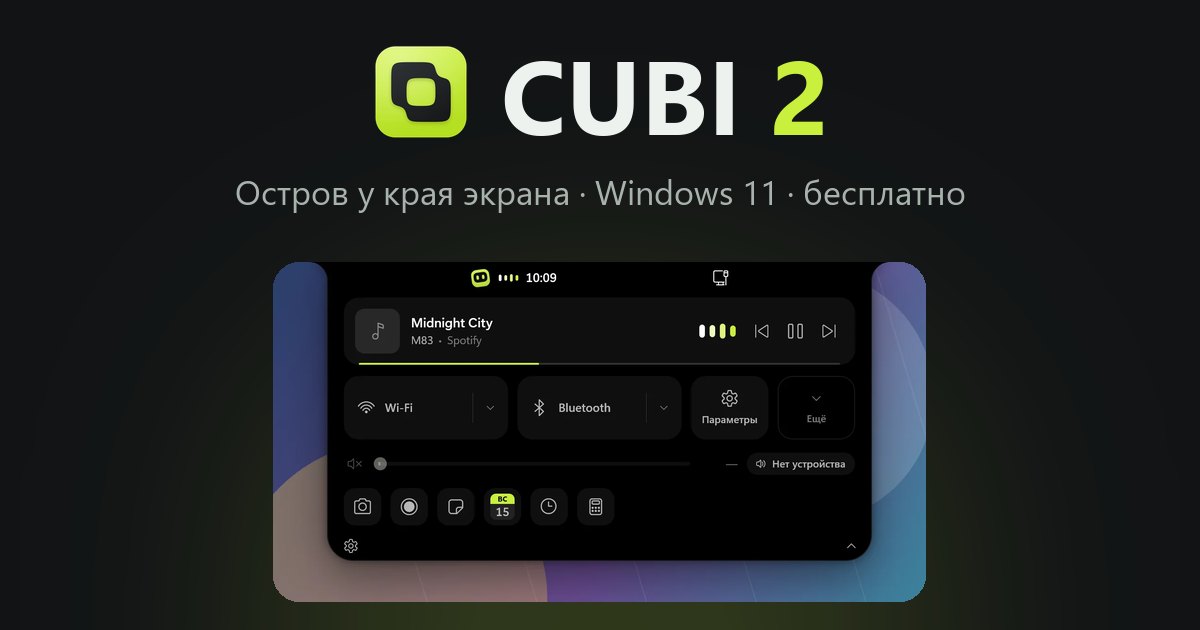 CUBI 2
Остров у края экрана · Windows 11 · бесплатно
10:09
Midnight City
M83 · Spotify
Wi-Fi
Bluetooth
Параметры
Ещё
Нет устройства
ВС
15